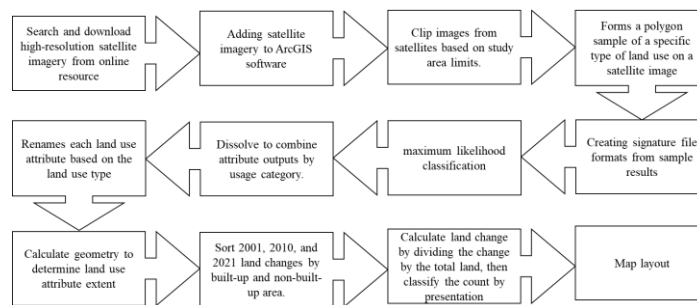 Search and download
high-resolution satellite
imagery from online
resource
Adding satellite
imagery to ArcGIS
software
Clip images from
satellites based on study
area limits.
Forms a polygon
sample of a specific
type of land use on a
satellite image
Creating signature file
formats from sample
results
maximum likelihood
classification
Dissolve to combine
attribute outputs by
usage category.
Renames each land use
attribute based on the
land use type
Calculate geometry to
determine land use
attribute extent
Sort 2001, 2010, and
2021 land changes by
built-up and non-built-
up area.
Calculate land change
by dividing the change
by the total land, then
classify the count by
presentation
Map layout